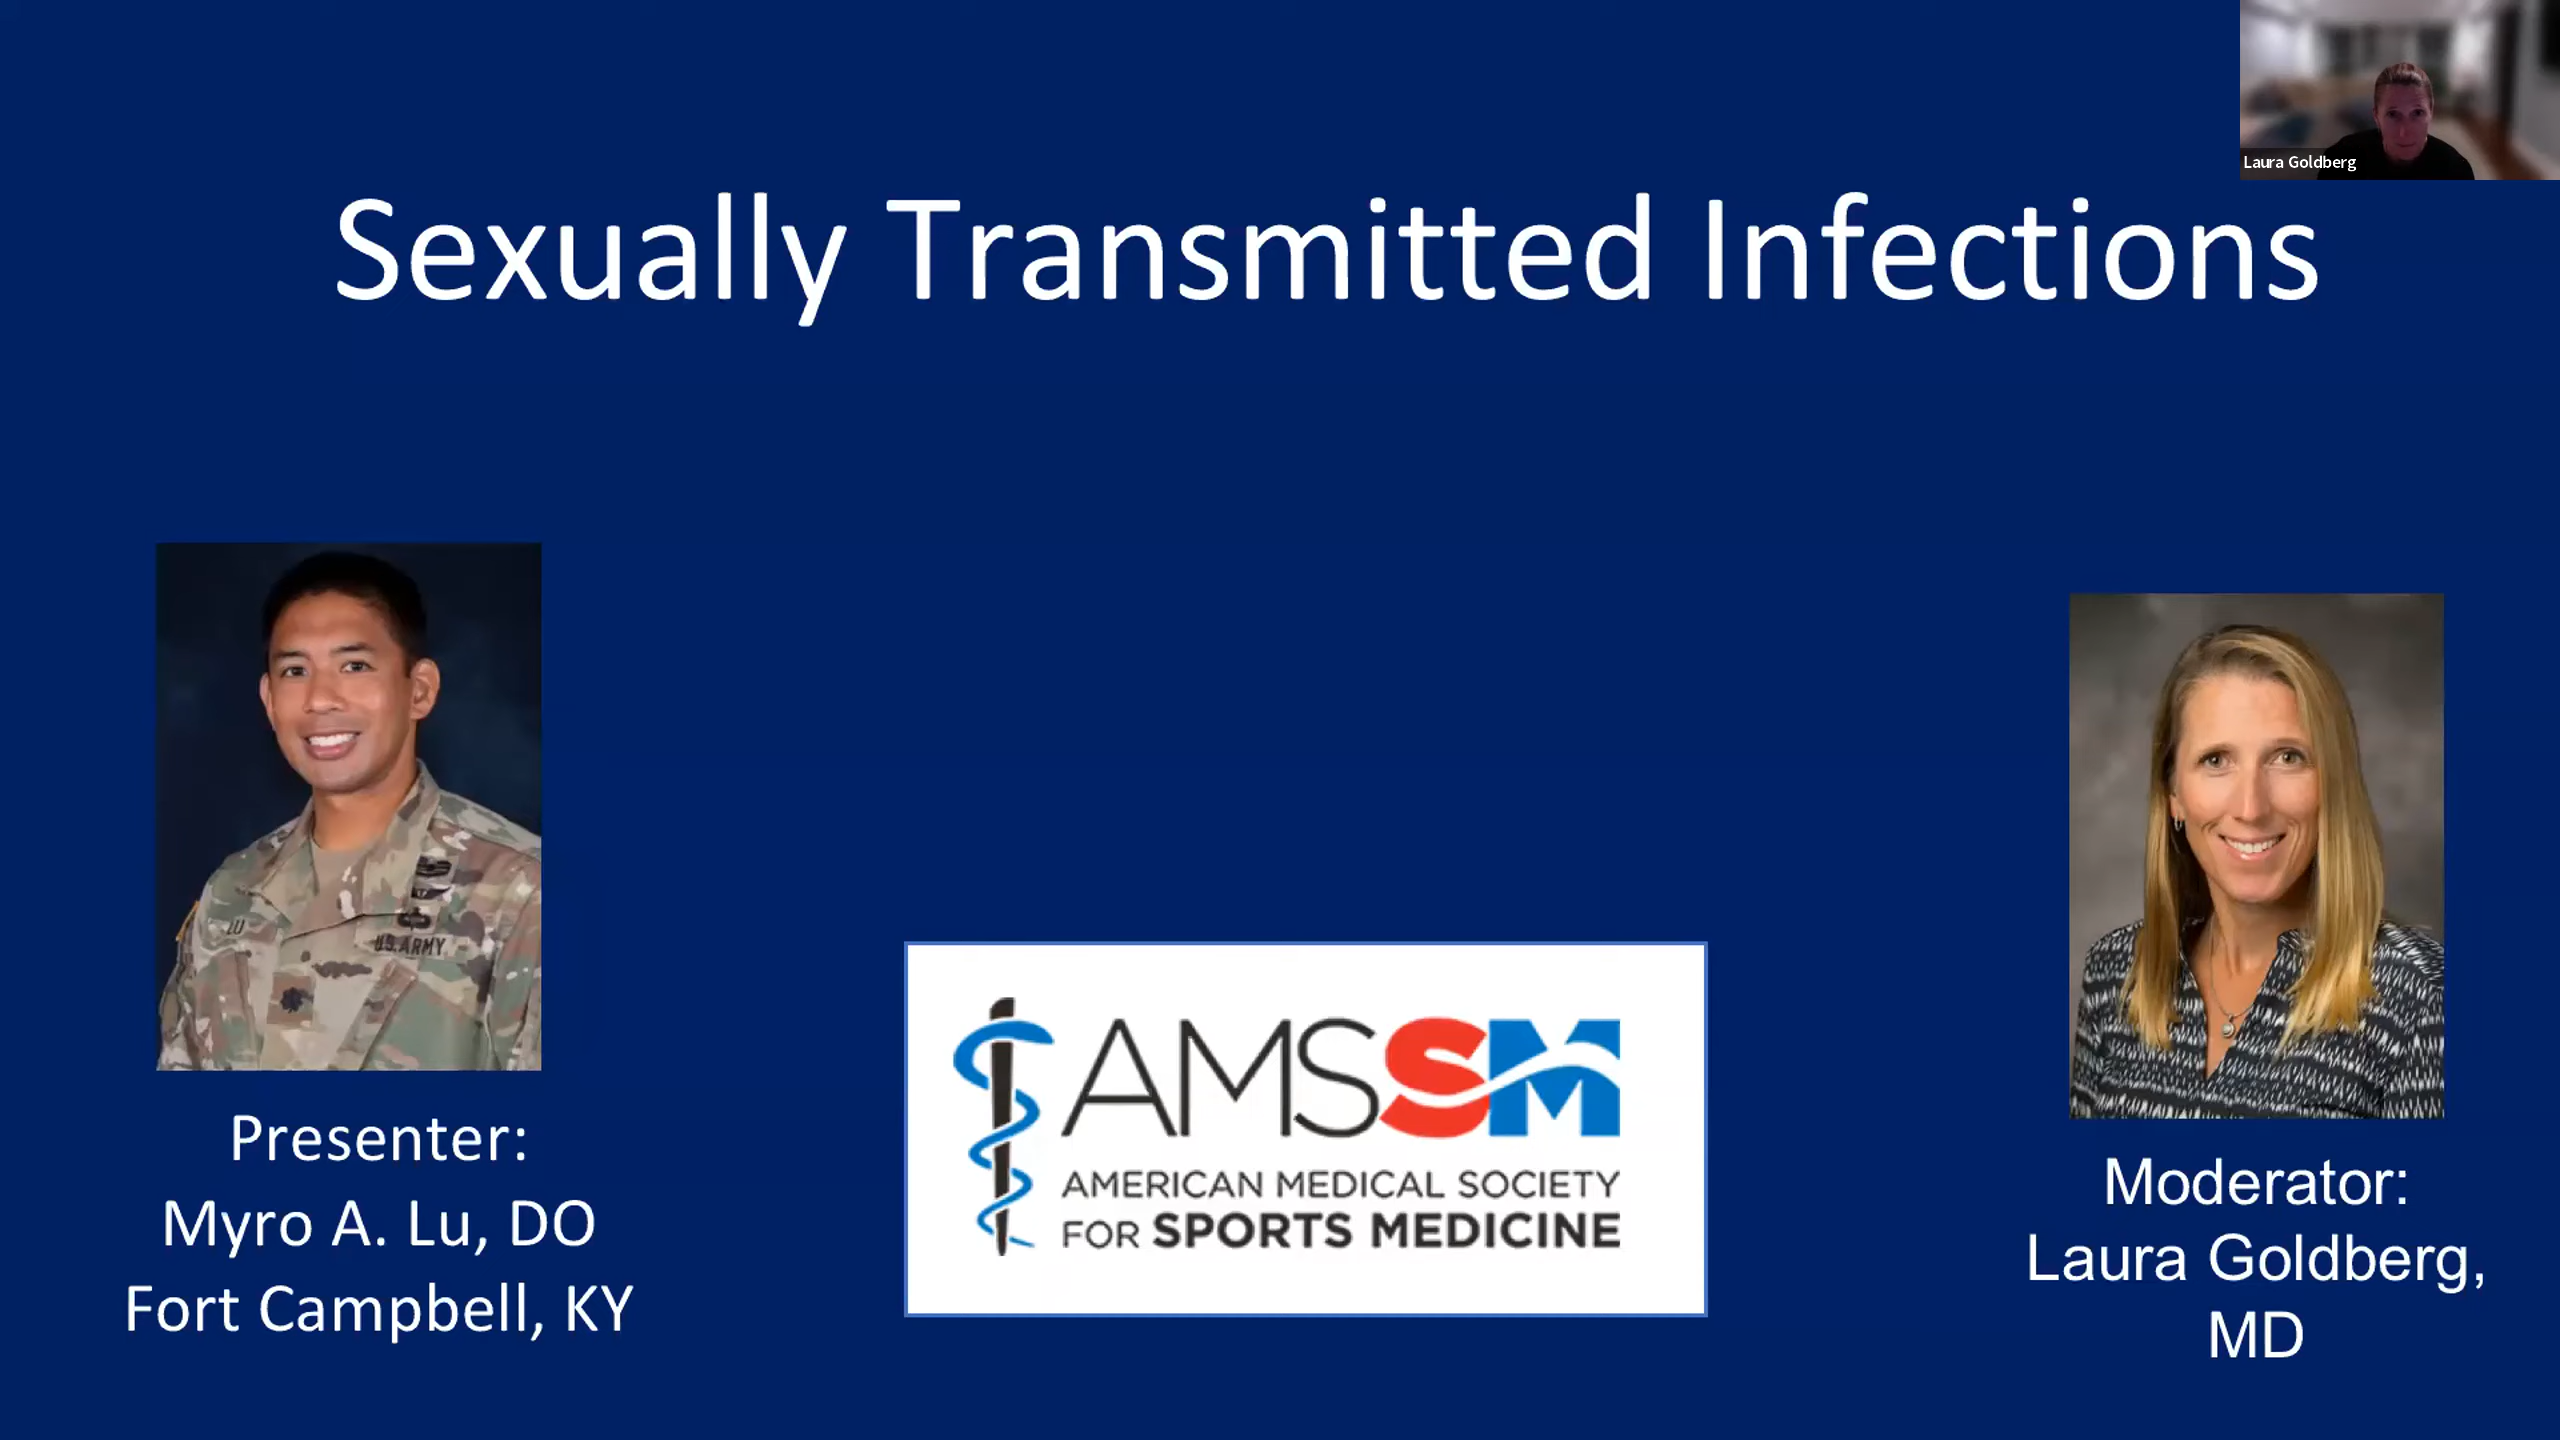 Laura Goldberg
Sexually Transmitted Infections
LU
U.S. ARMY
Presenter:
Myro A. Lu, DO
Fort Campbell, KY
AMSSM
AMERICAN MEDICAL SOCIETY
FOR SPORTS MEDICINE
Moderator:
Laura Goldberg,
MD